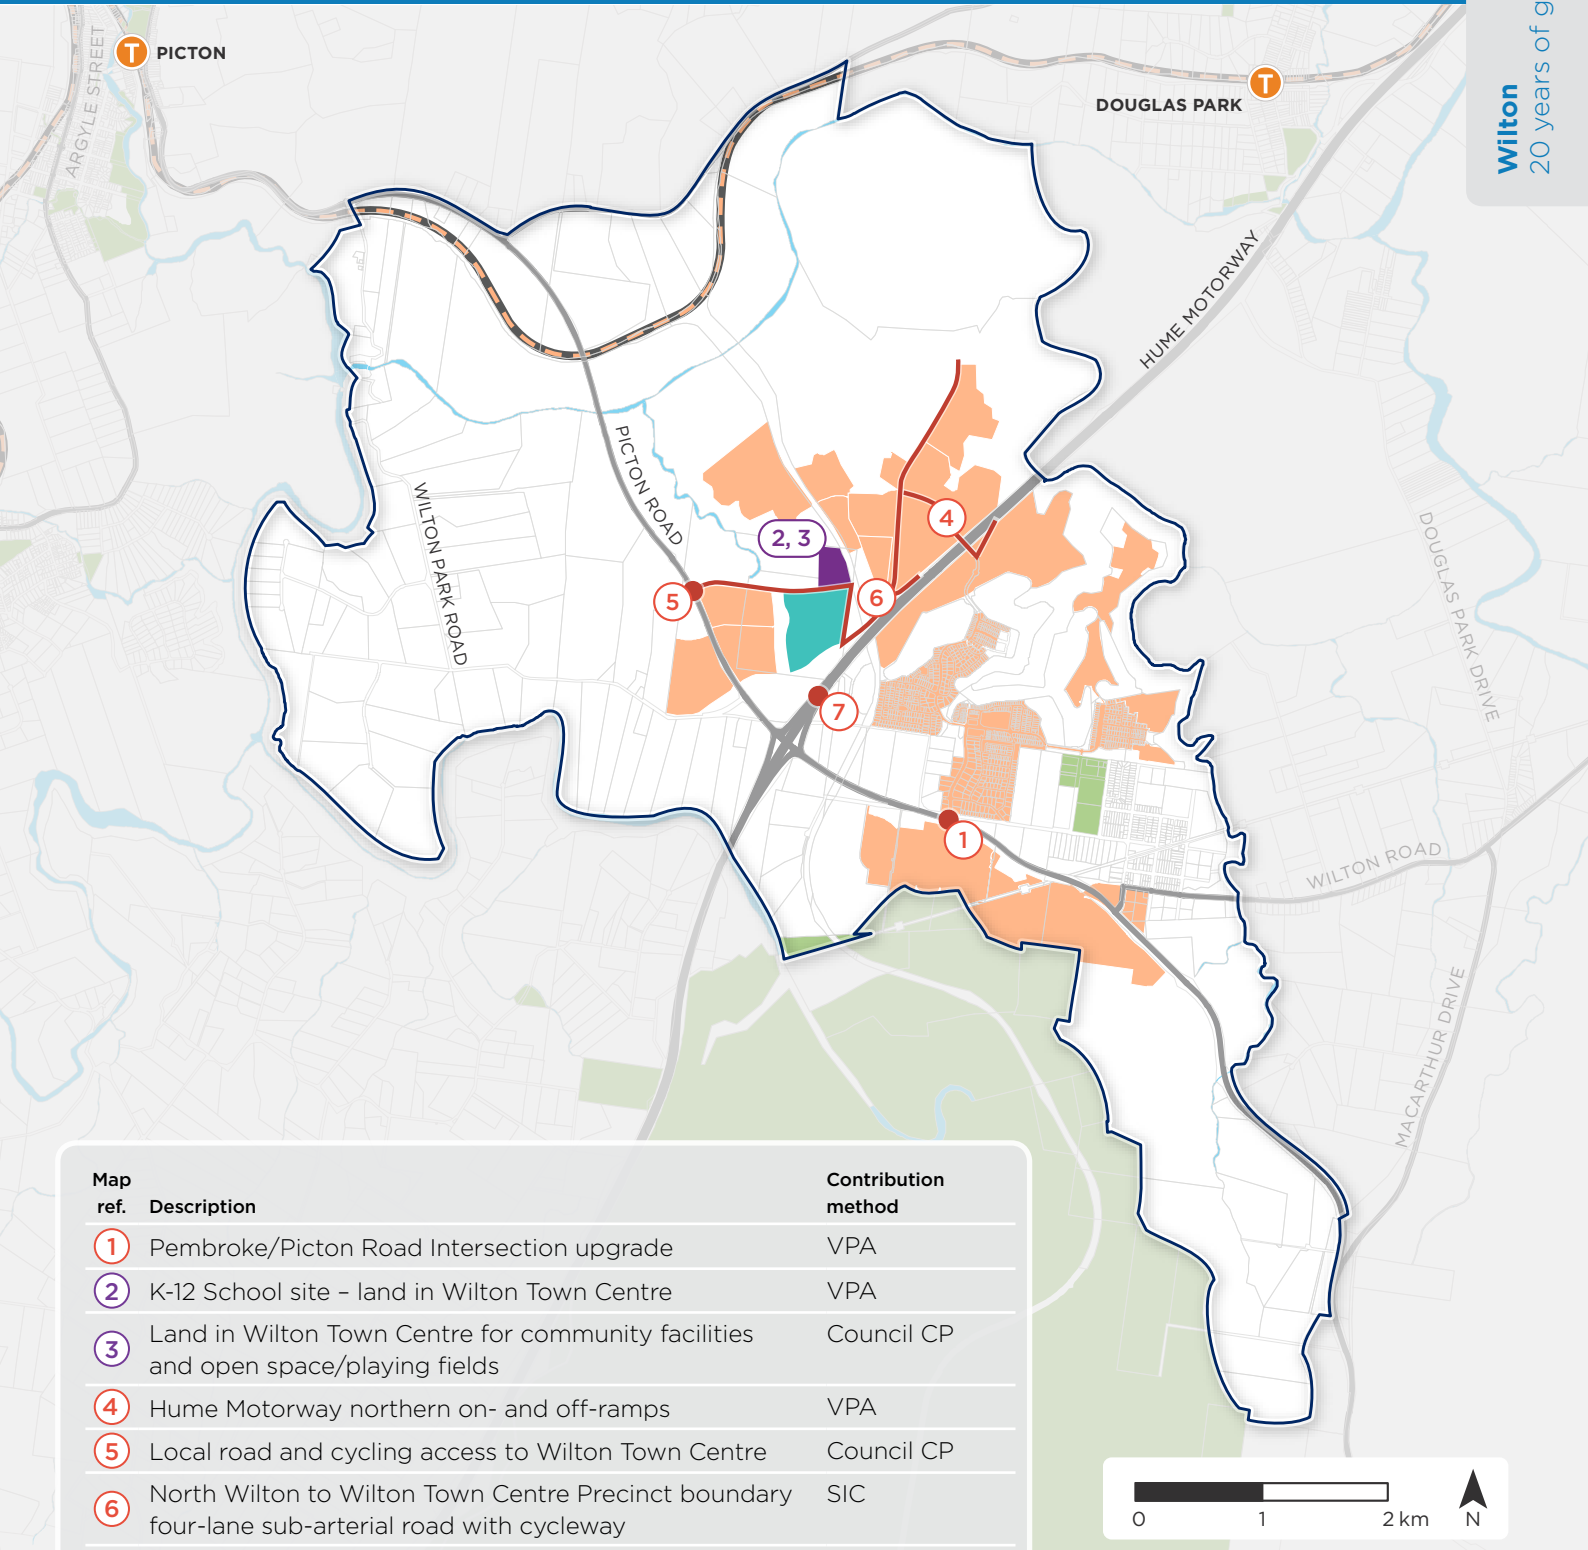 T PICTON
ARGYLE STREET
DOUGLAS PARK T
Wilton
20 years of g
HUME MOTORWAY
PICTON ROAD
WILTON PARK ROAD
DOUGLAS PARK DRIVE
2, 3
4
5
6
7
1
WILTON ROAD
MACARTHUR DRIVE
Map ref. Description Contribution method
1 Pembroke/Picton Road Intersection upgrade VPA
2 K-12 School site – land in Wilton Town Centre VPA
3 Land in Wilton Town Centre for community facilities Council CP
and open space/playing fields
4 Hume Motorway northern on- and off-ramps VPA
5 Local road and cycling access to Wilton Town Centre Council CP
6 North Wilton to Wilton Town Centre Precinct boundary SIC
four-lane sub-arterial road with cycleway
0 1 2 km N